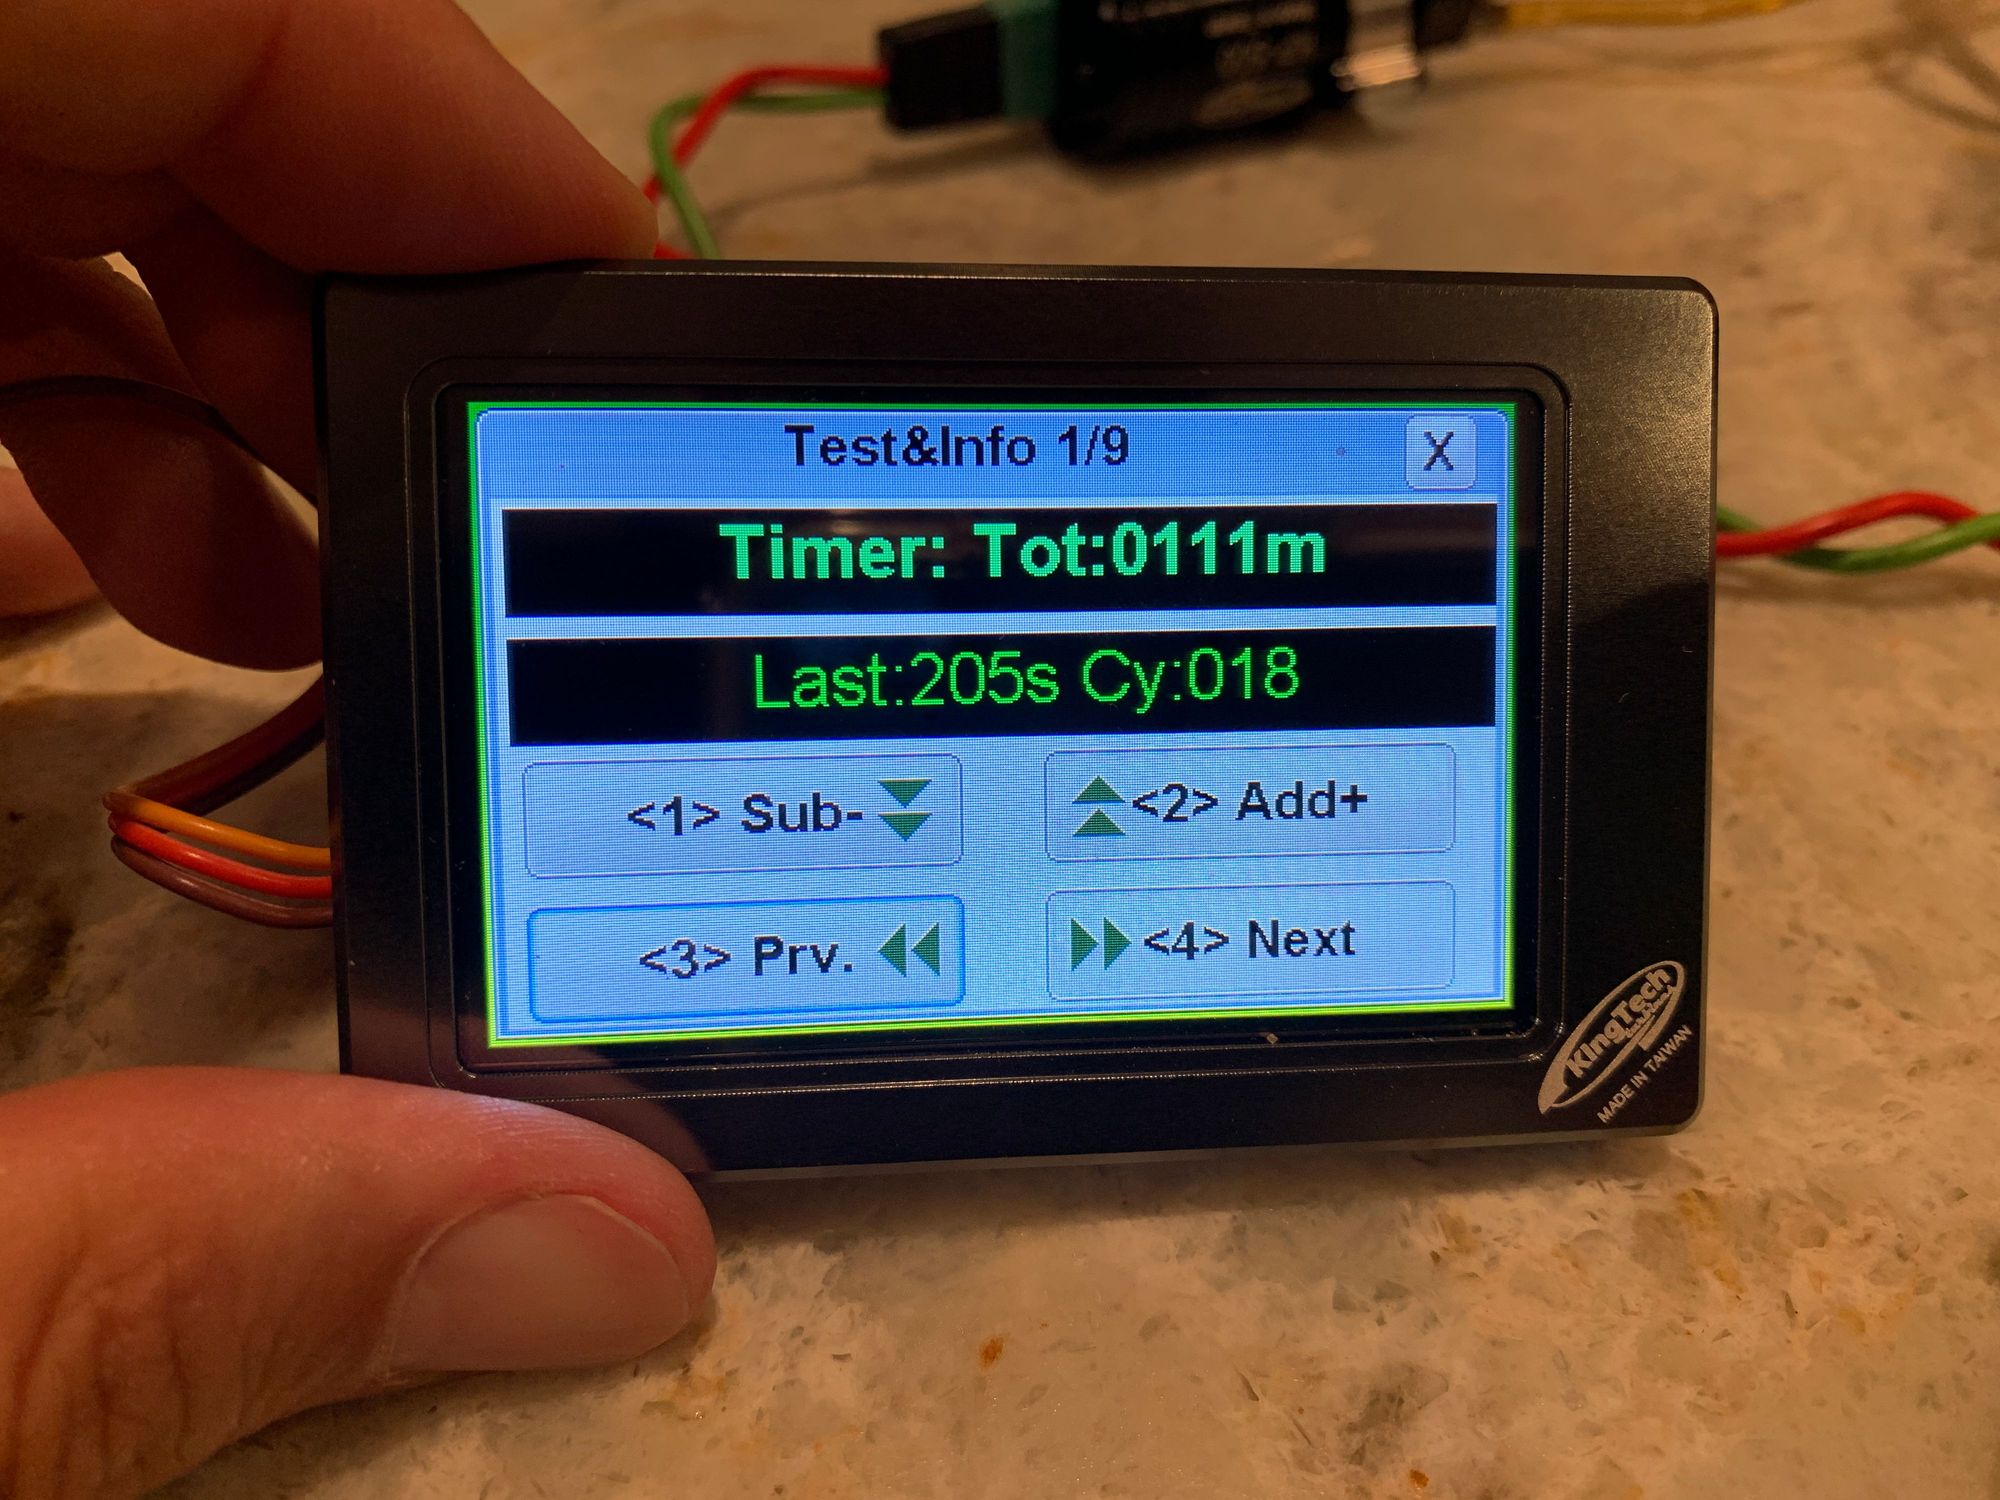 Test&Info 1/9
X
Timer: Tot:0111m
Last:205s Cy:018
<1> Sub-
<2> Add+
<3> Prv.
<4> Next
KingTech
MADE IN TAIWAN